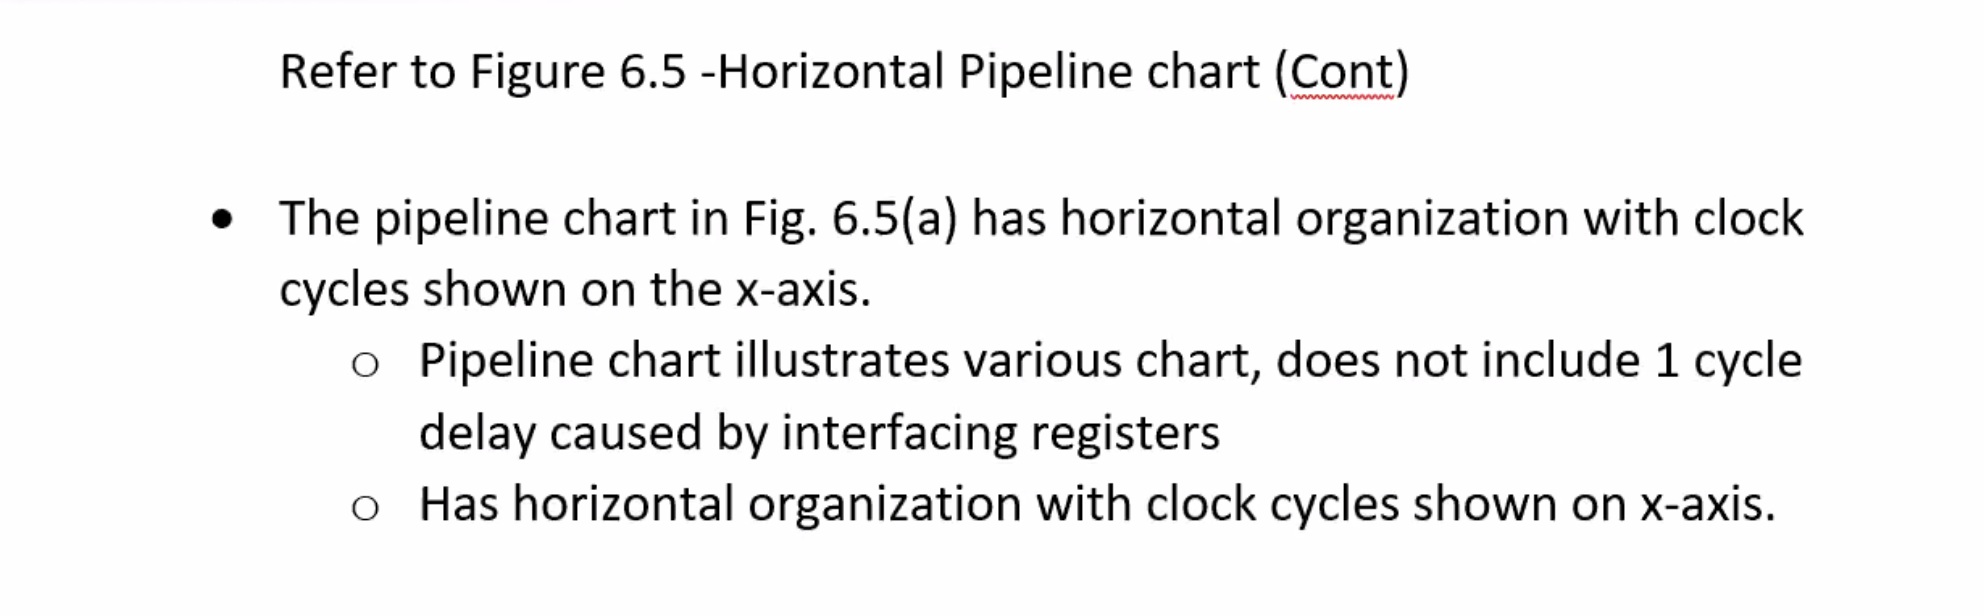 Refer to Figure 6.5 -Horizontal Pipeline chart (Cont)
• The pipeline chart in Fig. 6.5(a) has horizontal organization with clock
cycles shown on the x-axis.
o Pipeline chart illustrates various chart, does not include 1 cycle
delay caused by interfacing registers
o Has horizontal organization with clock cycles shown on x-axis.